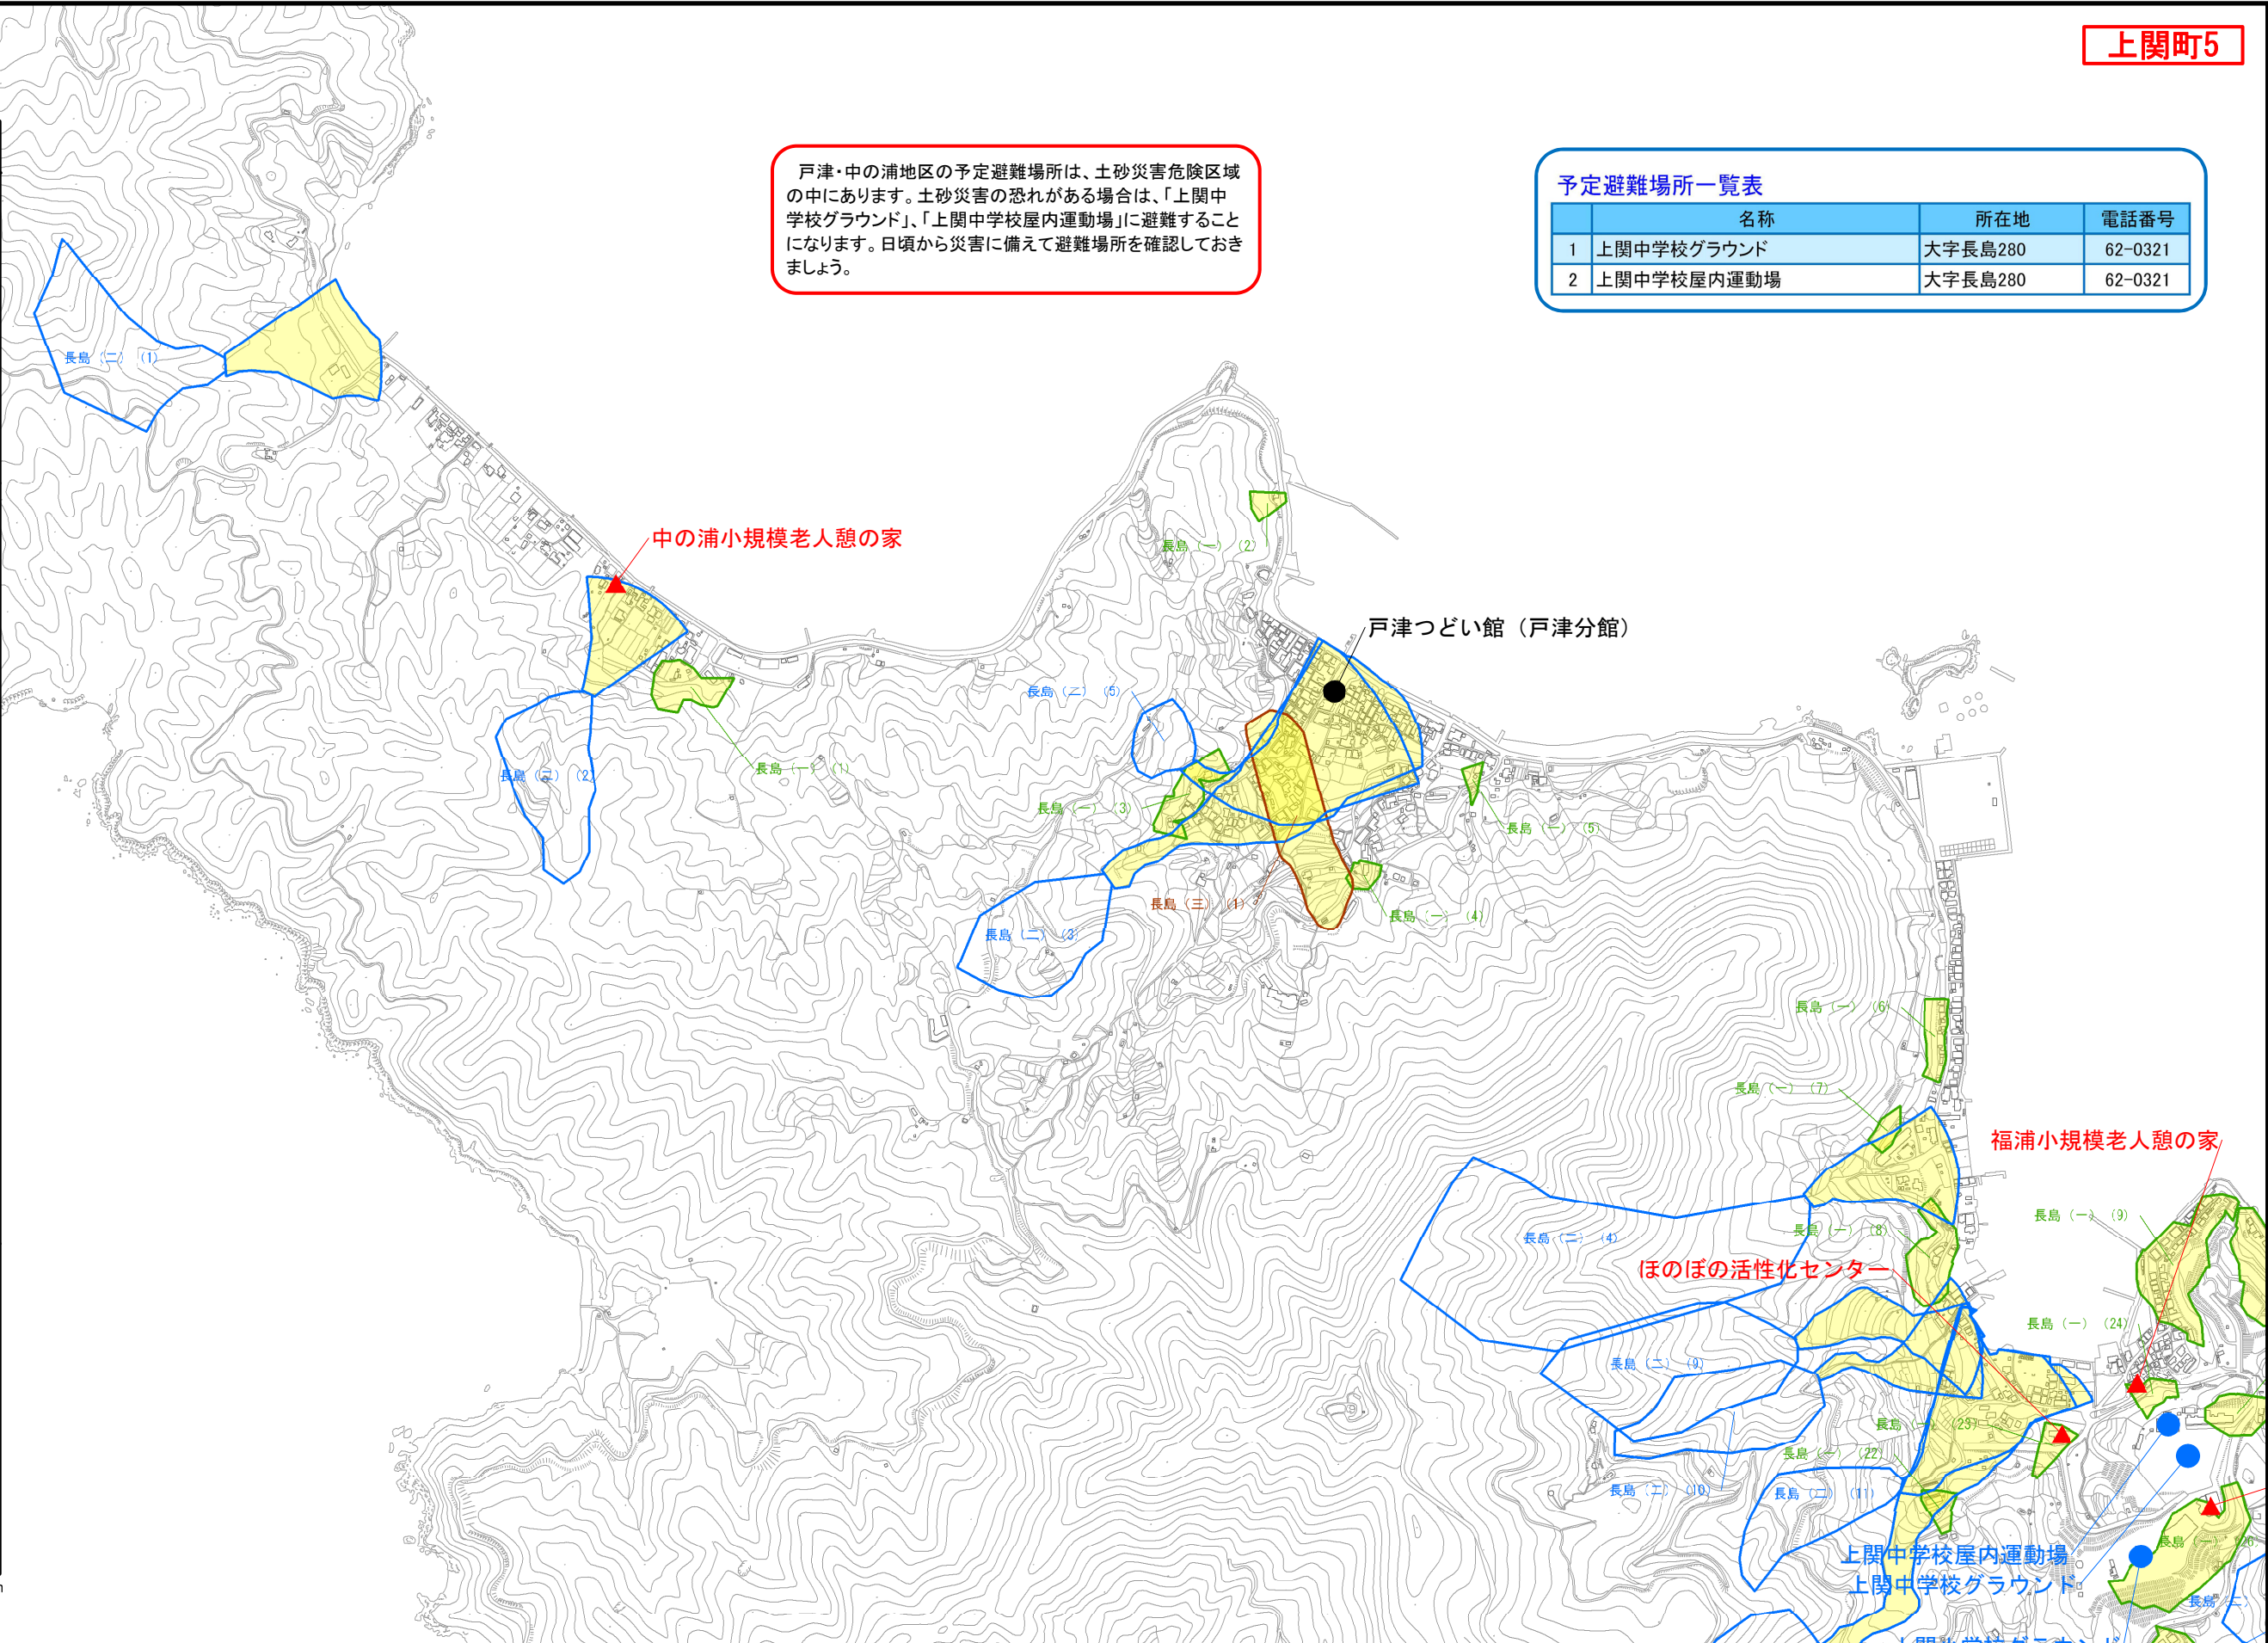 上関町5
戸津・中の浦地区の予定避難場所は、土砂災害危険区域
の中にあります。土砂災害の恐れがある場合は、「上関中
学校グラウンド」、「上関中学校屋内運動場」に避難すること
になります。日頃から災害に備えて避難場所を確認しておき
ましょう。
予定避難場所一覧表
名称 所在地 電話番号
1 上関中学校グラウンド 大字長島280 62-0321
2 上関中学校屋内運動場 大字長島280 62-0321
長島（二）（1）
中の浦小規模老人憩の家
長島（一）（2）
戸津つどい館（戸津分館）
長島（二）（5）
長島（一）（1）
長島（二）（2）
長島（一）（3）
長島（一）（5）
長島（三）（1）
長島（一）（4）
長島（二）（3）
長島（一）（6）
長島（一）（7）
福浦小規模老人憩の家
長島（一）（9）
長島（一）（8）
長島（二）（4）
ほのぼの活性化センター
長島（一）（24）
長島（二）（9）
長島（一）（23）
長島（一）（22）
長島（二）（10）
長島（二）（11）
長島（一）
上関中学校屋内運動場
上関中学校グラウンド
長島（二）